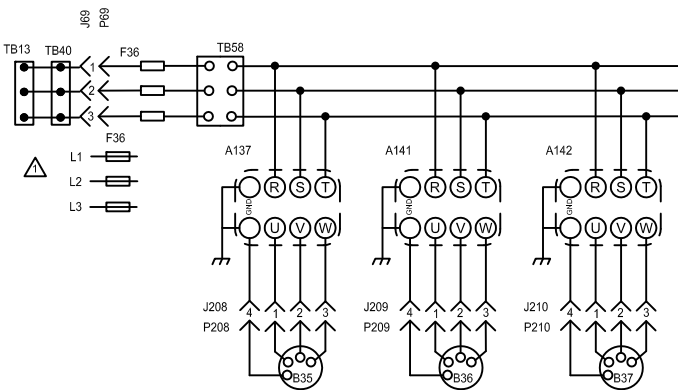 J69 P69
TB13 TB40 F36 TB58
1
2
3
F36
1
L1
L2
L3
A137 A141 A142
R S T R S T R S T
GND GND GND
U V W U V W U V W
J208 4 1 2 3 J209 4 1 2 3 J210 4 1 2 3
P208 P209 P210
B35 B36 B37